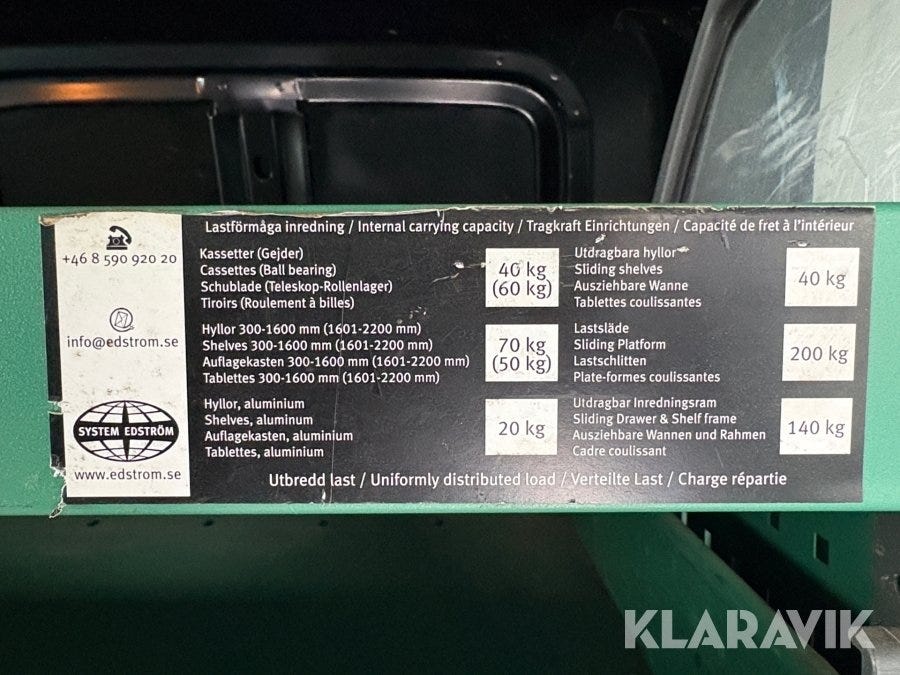 Lastförmåga inredning / Internal carrying capacity / Tragkraft Einrichtungen / Capacité de fret à l'intérieur
+46 8 590 920 20
info@edstrom.se
SYSTEM EDSTRÖM
www.edstrom.se
Kassetter (Gejder)
Cassettes (Ball bearing)
Schublade (Teleskop-Rollenlager)
Tiroirs (Roulement à billes)
40 kg
(60 kg)
Hyllor 300-1600 mm (1601-2200 mm)
Shelves 300-1600 mm (1601-2200 mm)
Auflagekasten 300-1600 mm (1601-2200 mm)
Tablettes 300-1600 mm (1601-2200 mm)
70 kg
(50 kg)
Hyllor, aluminium
Shelves, aluminum
Auflagekasten, aluminium
Tablettes, aluminium
20 kg
Utdragbara hyllor
Sliding shelves
Ausziehbare Wanne
Tablettes coulissantes
40 kg
Lastsläde
Sliding Platform
Lastschlitten
Plate-formes coulissantes
200 kg
Utdragbar Inredningsram
Sliding Drawer & Shelf frame
Ausziehbare Wannen und Rahmen
Cadre coulissant
140 kg
Utbredd last / Uniformly distributed load / Verteilte Last / Charge répartie
KLARAVIK